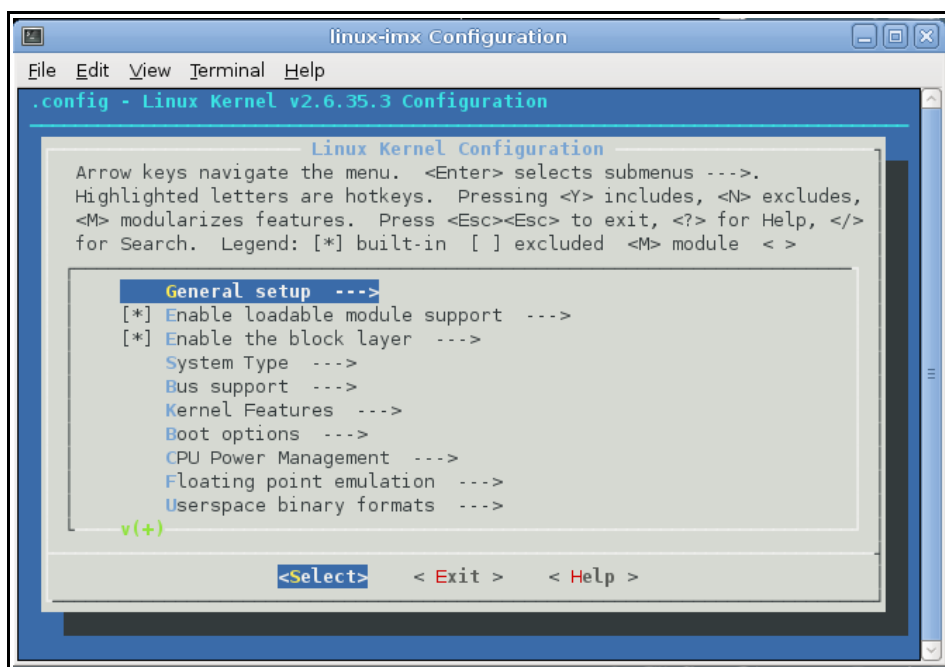 linux-imx Configuration
File Edit View Terminal Help
.config - Linux Kernel v2.6.35.3 Configuration
Linux Kernel Configuration
Arrow keys navigate the menu. <Enter> selects submenus --->.
Highlighted letters are hotkeys. Pressing <Y> includes, <N> excludes,
<M> modularizes features. Press <Esc><Esc> to exit, <?> for Help, </>
for Search. Legend: [*] built-in [ ] excluded <M> module < >
General setup --->
[*] Enable loadable module support --->
[*] Enable the block layer --->
System Type --->
Bus support --->
Kernel Features --->
Boot options --->
CPU Power Management --->
Floating point emulation --->
Userspace binary formats --->
v(+)
<Select> < Exit > < Help >